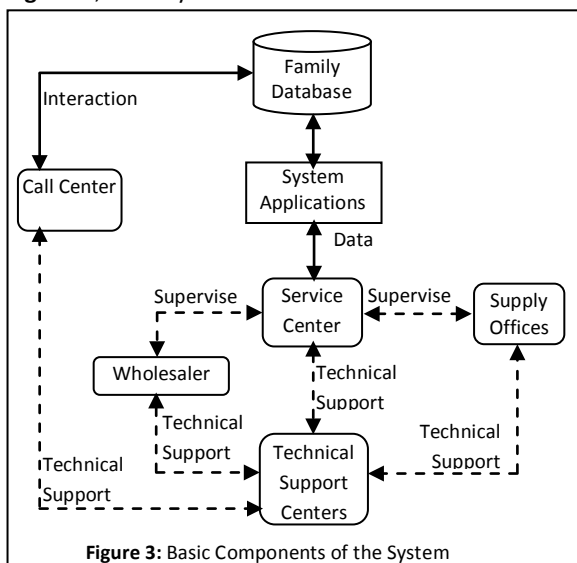 Family
Database
Interaction
Call Center
System
Applications
Data
Supervise
Service
Center
Supervise
Supply
Offices
Wholesaler
Technical
Support
Technical
Support
Technical
Support
Technical
Support
Technical
Support
Centers
Figure 3: Basic Components of the System